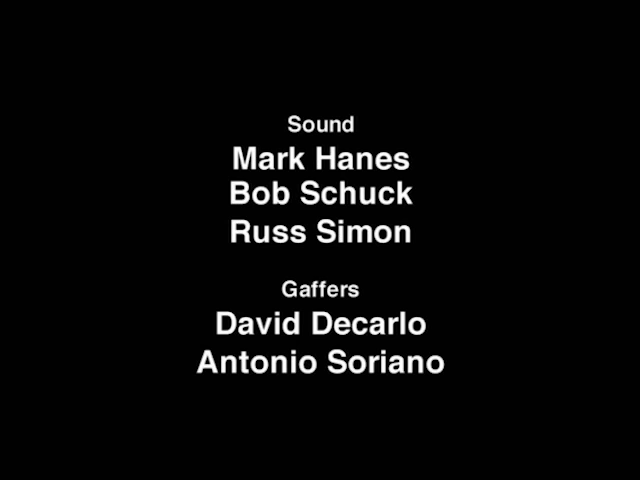 Sound
Mark Hanes
Bob Schuck
Russ Simon
Gaffers
David Decarlo
Antonio Soriano